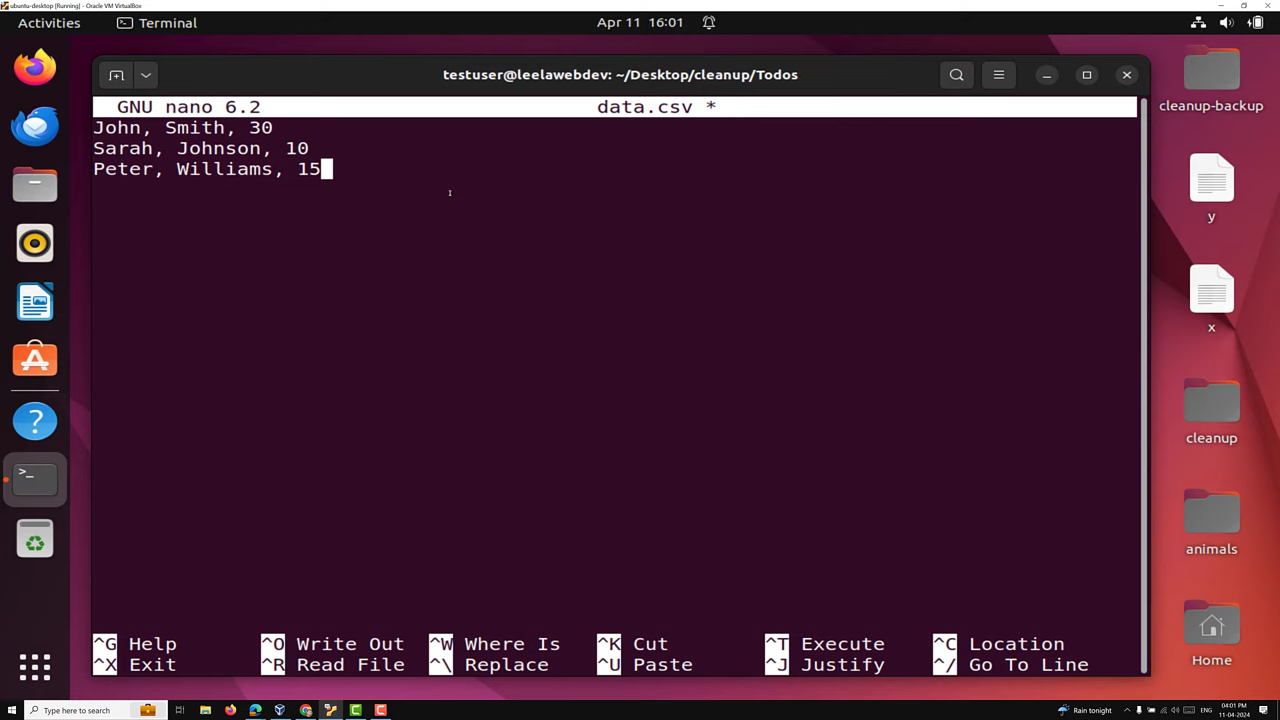 ubuntu-desktop [Running] - Oracle VM VirtualBox
Activities
Terminal
Apr 11 16:01
testuser@leelawebdev: ~/Desktop/cleanup/Todos
GNU nano 6.2
data.csv *
John, Smith, 30
Sarah, Johnson, 10
Peter, Williams, 15
cleanup-backup
y
x
cleanup
animals
Home
^G Help ^O Write Out ^W Where Is ^K Cut ^T Execute ^C Location
^X Exit ^R Read File ^\ Replace ^U Paste ^J Justify ^/ Go To Line
Type here to search
Rain tonight
ENG
04:01 PM
11-04-2024